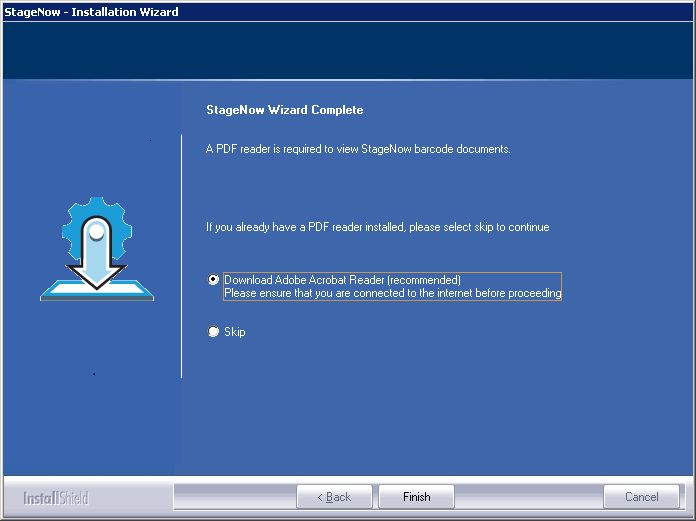 StageNow - Installation Wizard
StageNow Wizard Complete
A PDF reader is required to view StageNow barcode documents.
If you already have a PDF reader installed, please select skip to continue
Download Adobe Acrobat Reader (recommended)
Please ensure that you are connected to the internet before proceeding
Skip
InstallShield
< Back
Finish
Cancel